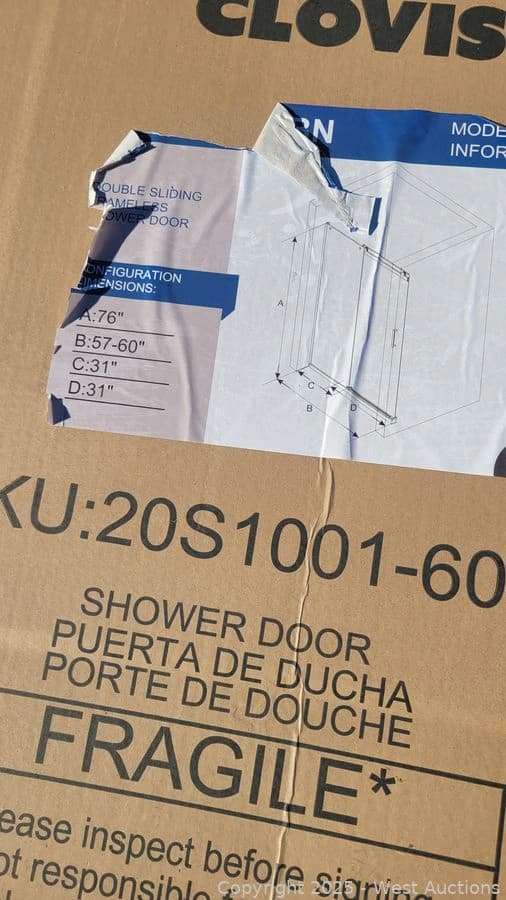 CLOVIS
RN
MODE
INFOR
OUBLE SLIDING
RAMELESS
OWER DOOR
ONFIGURATION
IMENSIONS:
A:76"
B:57-60"
C:31"
D:31"
A
C
B
D
KU:20S1001-60
SHOWER DOOR
PUERTA DE DUCHA
PORTE DE DOUCHE
FRAGILE*
ease inspect before signing
ot responsible
Copyright 2025 - West Auctions